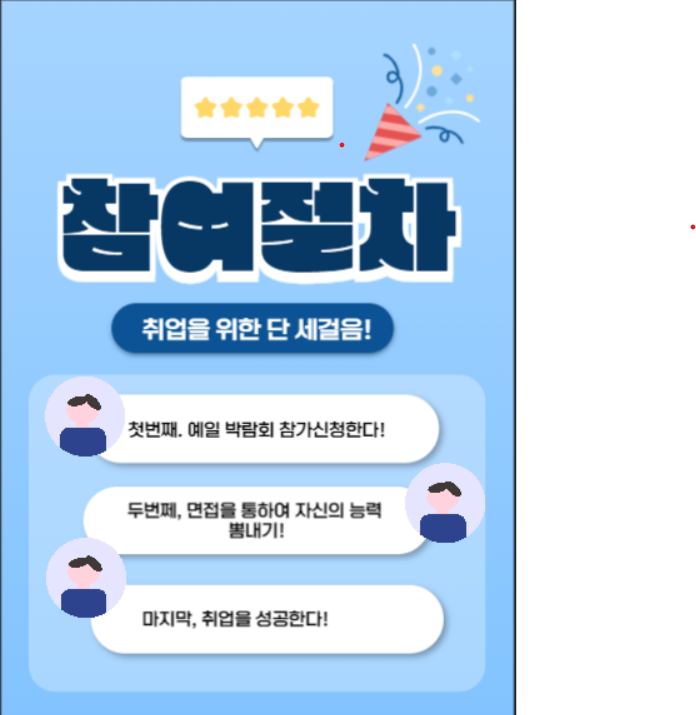 참여절차
취업을 위한 단 세걸음!
첫번째. 예일 박람회 참가신청한다!
두번페, 면접을 통하여 자신의 능력
뽐내기!
마지막, 취업을 성공한다!